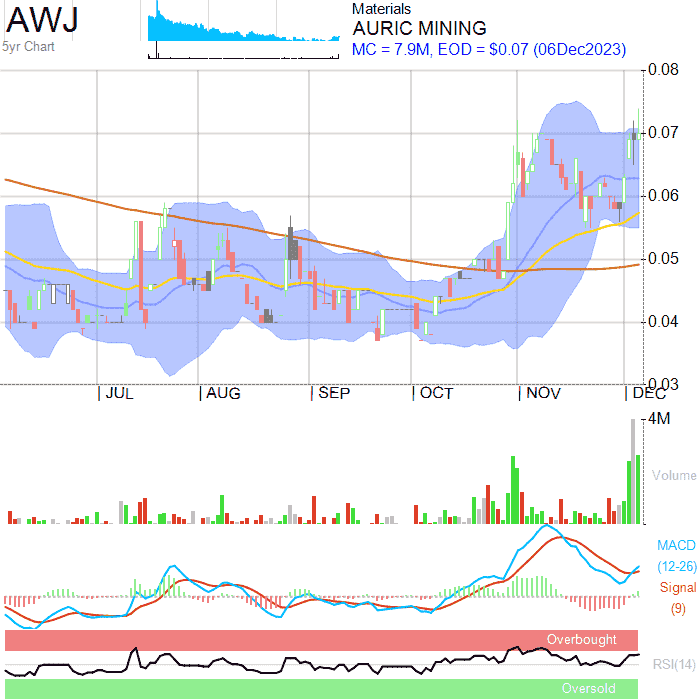 AWJ
5yr Chart
Materials
AURIC MINING
MC = 7.9M, EOD = $0.07 (06Dec2023)
0.08
0.07
0.06
0.05
0.04
0.03
JUL AUG SEP OCT NOV DEC
4M
Volume
MACD
(12-26)
Signal
(9)
Overbought
RSI(14)
Oversold